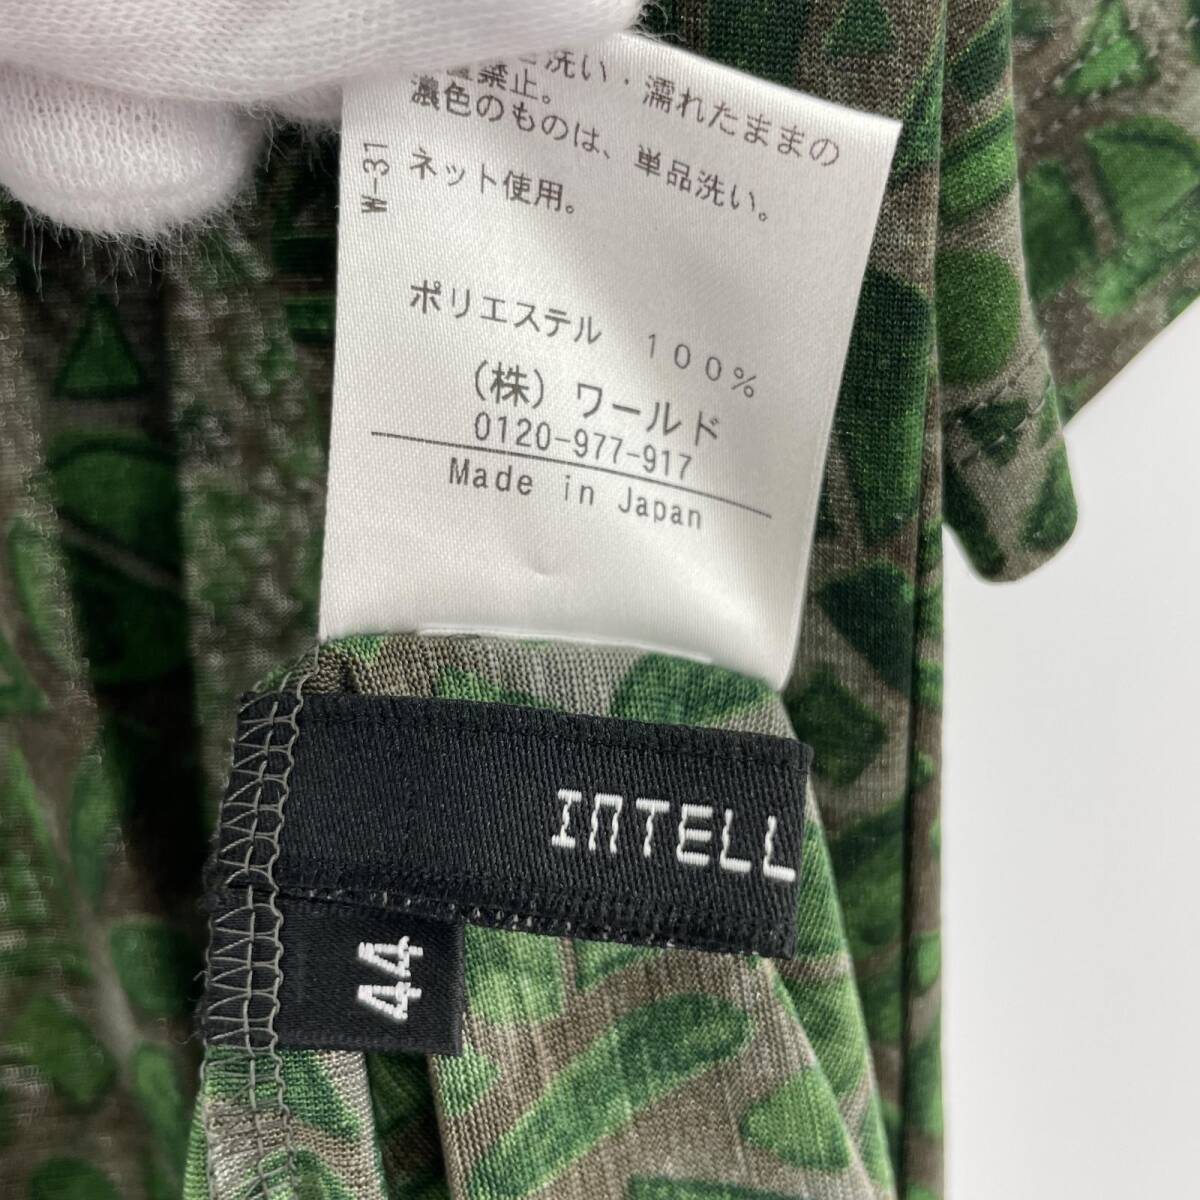 洗い・濡れたままの
禁止。
濃色のものは、単品洗い。
ネット使用。
W-31
ポリエステル 100%
(株) ワールド
0120-977-917
Made in Japan
INTELL
44